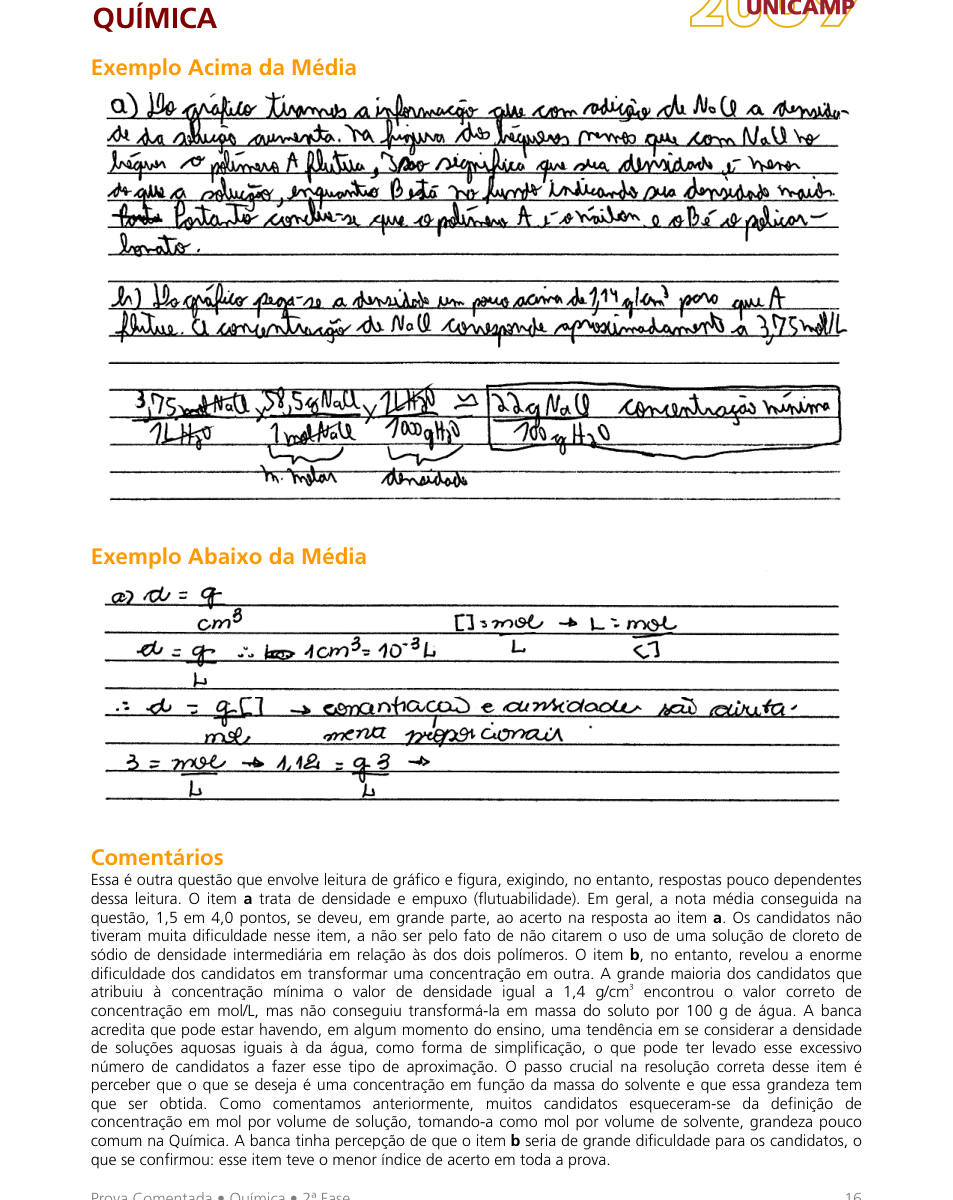 QUÍMICA
2009 UNICAMP
Exemplo Acima da Média
a) Do gráfico tiramos a informação que com adição de NaCl a densida-
de da solução aumenta. Na figura dos béqueres vemos que com NaCl no
béquer o polímero A flutua, Isso significa que sua densidade é menor
do que a solução, enquanto B está no fundo indicando sua densidade maior.
Portanto conclue-se que o polímero A é o náilon e o B é o policar-
bonato.
b) Do gráfico pega-se a densidade um pouco acima de 1,14 g/cm³ para que A
flutue. A concentração de NaCl corresponde aproximadamente a 3,75 mol/L
3,75 mol NaCl × 58,5g NaCl × 1L H₂O ≃ 22g NaCl concentração mínima
1L H₂O 1 mol NaCl 1000g H₂O 100g H₂O
m. molar densidade
Exemplo Abaixo da Média
a) d = g
cm³ [] = mol → L = mol
d = g ∴ 1cm³ = 10⁻³L L []
L
∴ d = g[] → concentração e densidade são direta-
mol mente proporcionais
3 = mol → 1,12 = g 3 →
L L
Comentários
Essa é outra questão que envolve leitura de gráfico e figura, exigindo, no entanto, respostas pouco dependentes
dessa leitura. O item a trata de densidade e empuxo (flutuabilidade). Em geral, a nota média conseguida na
questão, 1,5 em 4,0 pontos, se deveu, em grande parte, ao acerto na resposta ao item a. Os candidatos não
tiveram muita dificuldade nesse item, a não ser pelo fato de não citarem o uso de uma solução de cloreto de
sódio de densidade intermediária em relação às dos dois polímeros. O item b, no entanto, revelou a enorme
dificuldade dos candidatos em transformar uma concentração em outra. A grande maioria dos candidatos que
atribuiu à concentração mínima o valor de densidade igual a 1,4 g/cm³ encontrou o valor correto de
concentração em mol/L, mas não conseguiu transformá-la em massa do soluto por 100 g de água. A banca
acredita que pode estar havendo, em algum momento do ensino, uma tendência em se considerar a densidade
de soluções aquosas iguais à da água, como forma de simplificação, o que pode ter levado esse excessivo
número de candidatos a fazer esse tipo de aproximação. O passo crucial na resolução correta desse item é
perceber que o que se deseja é uma concentração em função da massa do solvente e que essa grandeza tem
que ser obtida. Como comentamos anteriormente, muitos candidatos esqueceram-se da definição de
concentração em mol por volume de solução, tomando-a como mol por volume de solvente, grandeza pouco
comum na Química. A banca tinha percepção de que o item b seria de grande dificuldade para os candidatos, o
que se confirmou: esse item teve o menor índice de acerto em toda a prova.
Prova Comentada • Química • 2ª Fase 16